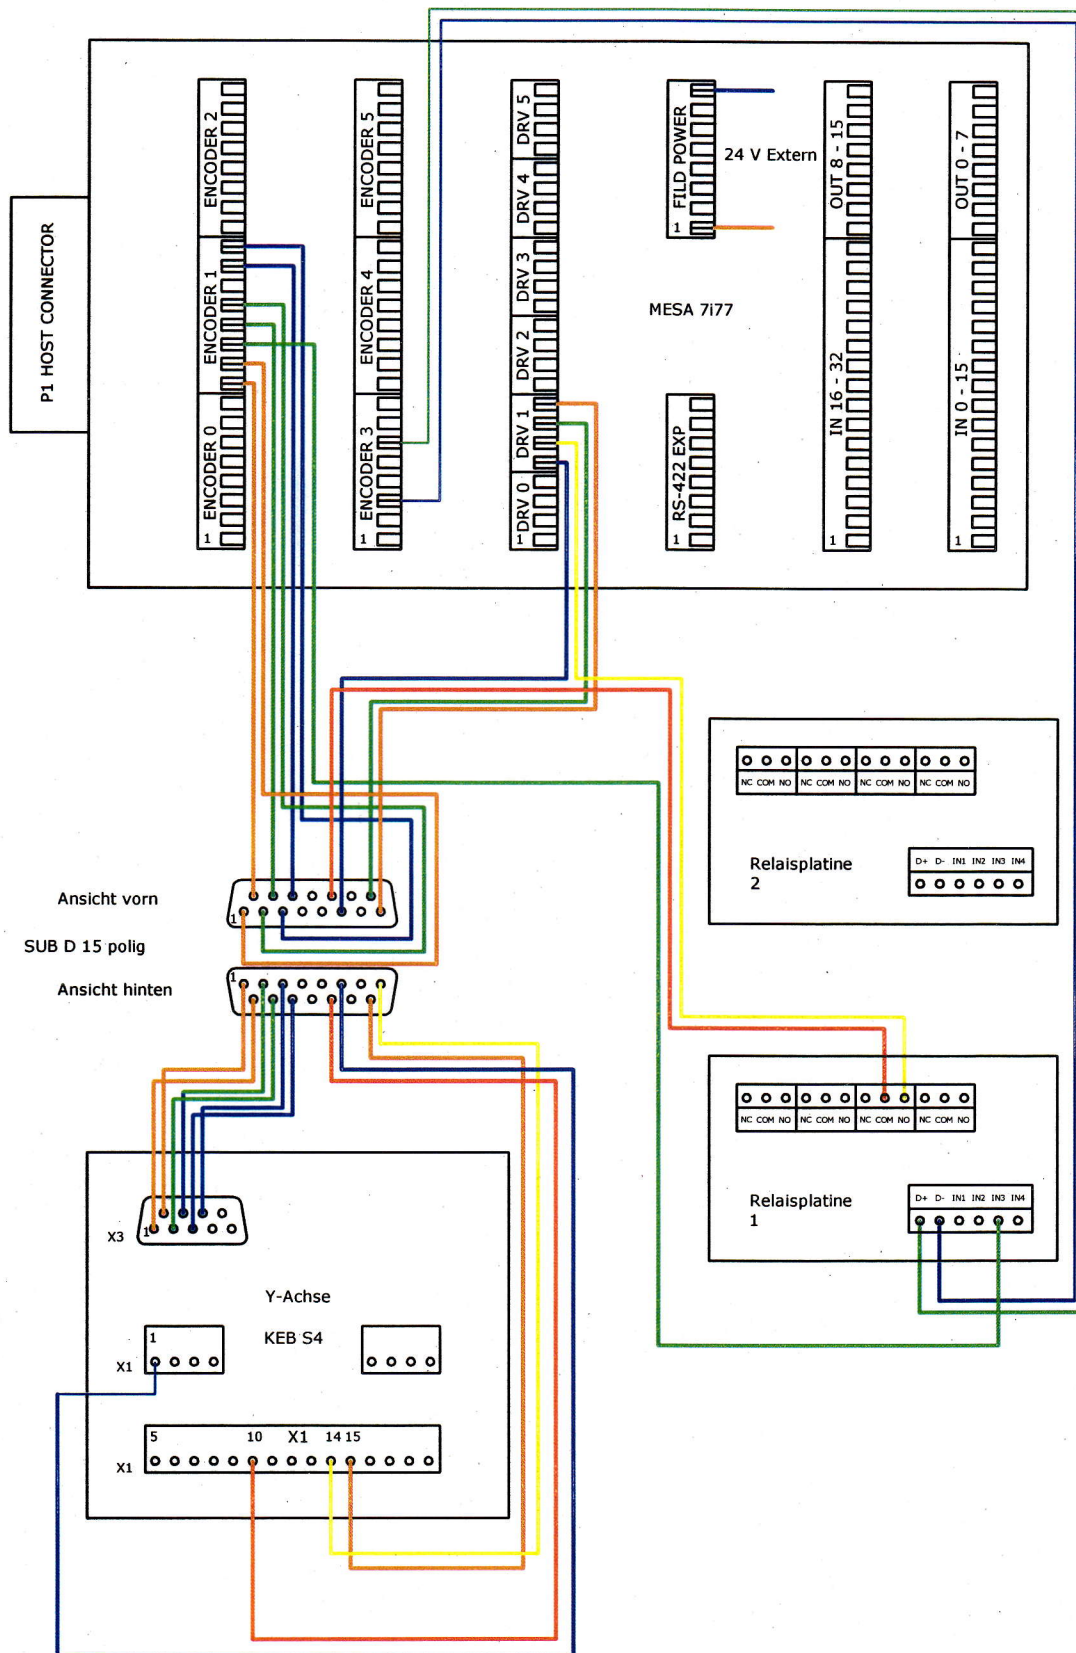 P1 HOST CONNECTOR
ENCODER 2
ENCODER 1
ENCODER 0
1
ENCODER 5
ENCODER 4
ENCODER 3
1
DRV 5
DRV 4
DRV 3
DRV 2
DRV 1
DRV 0
1
FILD POWER
1
24 V Extern
MESA 7i77
RS-422 EXP
1
OUT 8 - 15
IN 16 - 32
1
OUT 0 - 7
IN 0 - 15
1
NC COM NO NC COM NO NC COM NO NC COM NO
Relaisplatine
2
D+ D- IN1 IN2 IN3 IN4
Ansicht vorn
1
SUB D 15 polig
Ansicht hinten
1
NC COM NO NC COM NO NC COM NO NC COM NO
Relaisplatine
1
D+ D- IN1 IN2 IN3 IN4
X3
1
Y-Achse
KEB S4
1
X1
5 10 X1 14 15
X1